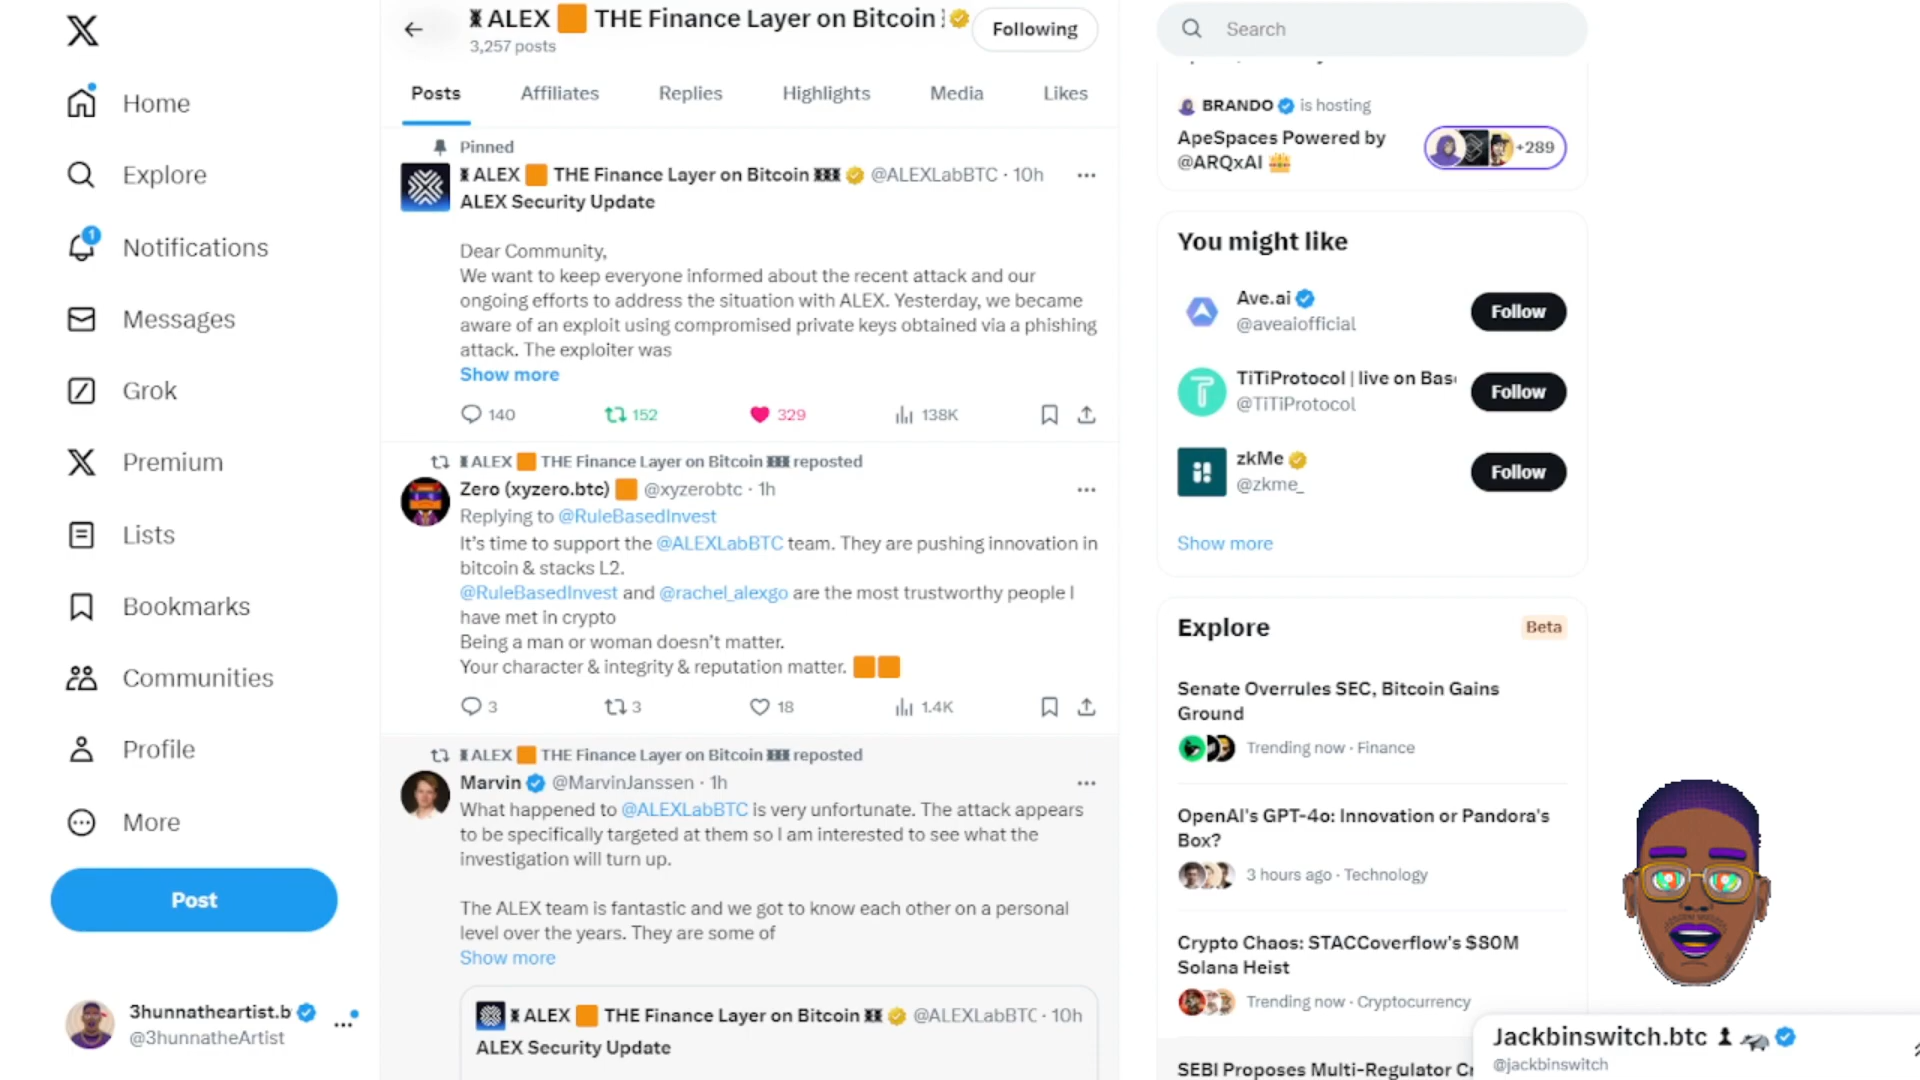 Home
Explore
1
Notifications
Messages
Grok
Premium
Lists
Bookmarks
Communities
Profile
More
Post
3hunnatheartist.b
@3hunnatheArtist
ALEX 🟧 THE Finance Layer on Bitcoin
3,257 posts
Following
Posts Affiliates Replies Highlights Media Likes
Pinned
ALEX 🟧 THE Finance Layer on Bitcoin @ALEXLabBTC · 10h
ALEX Security Update
Dear Community,
We want to keep everyone informed about the recent attack and our
ongoing efforts to address the situation with ALEX. Yesterday, we became
aware of an exploit using compromised private keys obtained via a phishing
attack. The exploiter was
Show more
140 152 329 138K
ALEX 🟧 THE Finance Layer on Bitcoin reposted
Zero (xyzero.btc) 🟧 @xyzerobtc · 1h
Replying to @RuleBasedInvest
It's time to support the @ALEXLabBTC team. They are pushing innovation in
bitcoin & stacks L2.
@RuleBasedInvest and @rachel_alexgo are the most trustworthy people I
have met in crypto
Being a man or woman doesn't matter.
Your character & integrity & reputation matter. 🟧🟧
3 3 18 1.4K
ALEX 🟧 THE Finance Layer on Bitcoin reposted
Marvin @MarvinJanssen · 1h
What happened to @ALEXLabBTC is very unfortunate. The attack appears
to be specifically targeted at them so I am interested to see what the
investigation will turn up.
The ALEX team is fantastic and we got to know each other on a personal
level over the years. They are some of
Show more
ALEX 🟧 THE Finance Layer on Bitcoin @ALEXLabBTC · 10h
ALEX Security Update
Search
BRANDO is hosting
ApeSpaces Powered by
@ARQxAI
+289
You might like
Ave.ai
@aveaiofficial
Follow
TiTiProtocol | live on Bas
@TiTiProtocol
Follow
zkMe
@zkme_
Follow
Show more
Explore
Beta
Senate Overrules SEC, Bitcoin Gains
Ground
Trending now · Finance
OpenAI's GPT-4o: Innovation or Pandora's
Box?
3 hours ago · Technology
Crypto Chaos: STACCoverflow's $80M
Solana Heist
Trending now · Cryptocurrency
SEBI Proposes Multi-Regulator Cr
Jackbinswitch.btc
@jackbinswitch